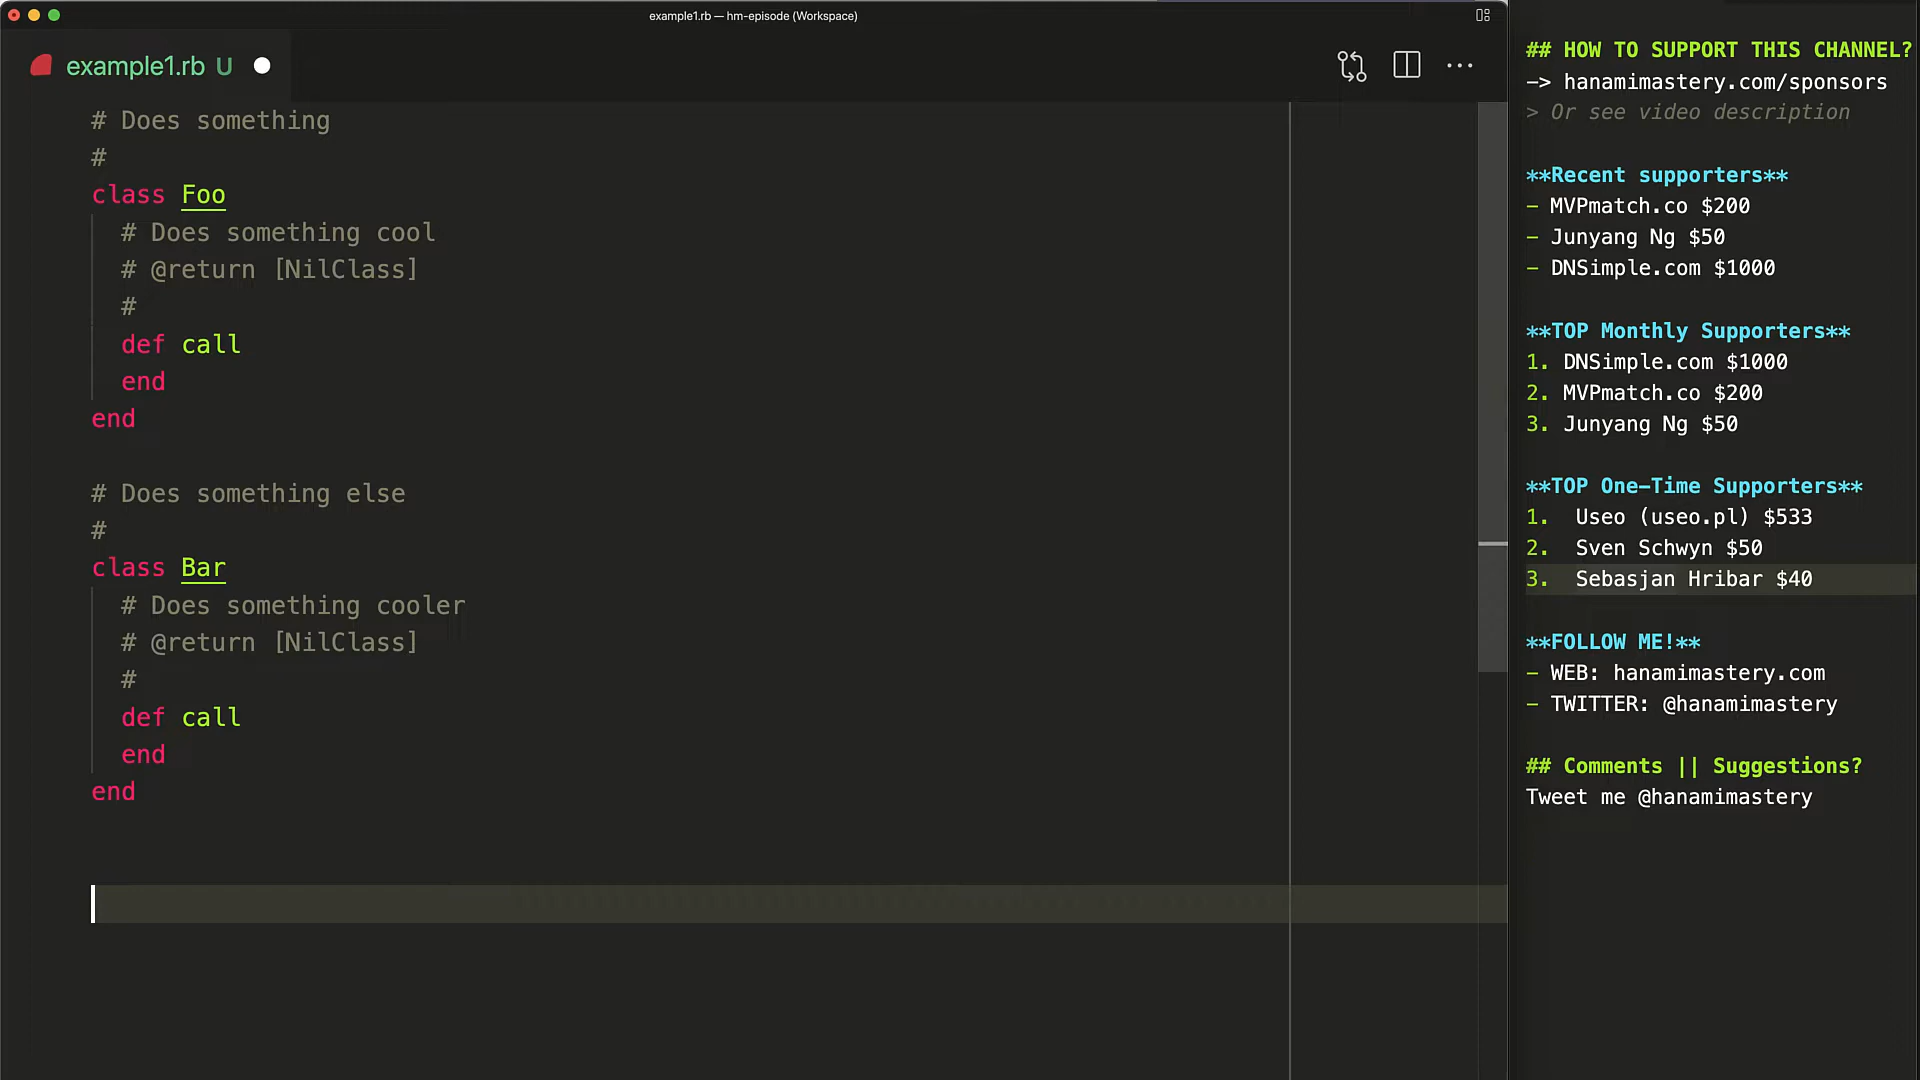 example1.rb — hm-episode (Workspace)
example1.rb U
# Does something
#
class Foo
# Does something cool
# @return [NilClass]
#
def call
end
end
# Does something else
#
class Bar
# Does something cooler
# @return [NilClass]
#
def call
end
end
## HOW TO SUPPORT THIS CHANNEL?
—> hanamimastery.com/sponsors
> Or see video description
**Recent supporters**
- MVPmatch.co $200
- Junyang Ng $50
- DNSimple.com $1000
**TOP Monthly Supporters**
1. DNSimple.com $1000
2. MVPmatch.co $200
3. Junyang Ng $50
**TOP One-Time Supporters**
1. Useo (useo.pl) $533
2. Sven Schwyn $50
3. Sebasjan Hribar $40
**FOLLOW ME!**
- WEB: hanamimastery.com
- TWITTER: @hanamimastery
## Comments || Suggestions?
Tweet me @hanamimastery